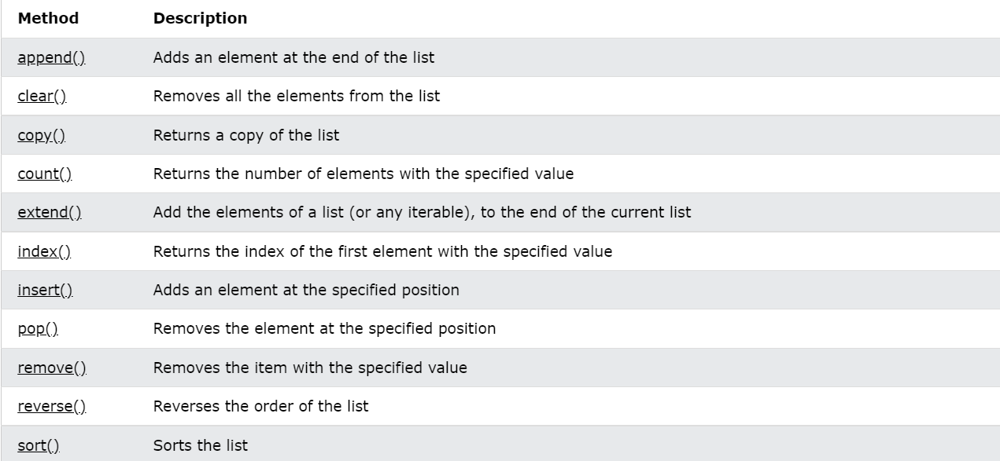 Method Description
append() Adds an element at the end of the list
clear() Removes all the elements from the list
copy() Returns a copy of the list
count() Returns the number of elements with the specified value
extend() Add the elements of a list (or any iterable), to the end of the current list
index() Returns the index of the first element with the specified value
insert() Adds an element at the specified position
pop() Removes the element at the specified position
remove() Removes the item with the specified value
reverse() Reverses the order of the list
sort() Sorts the list